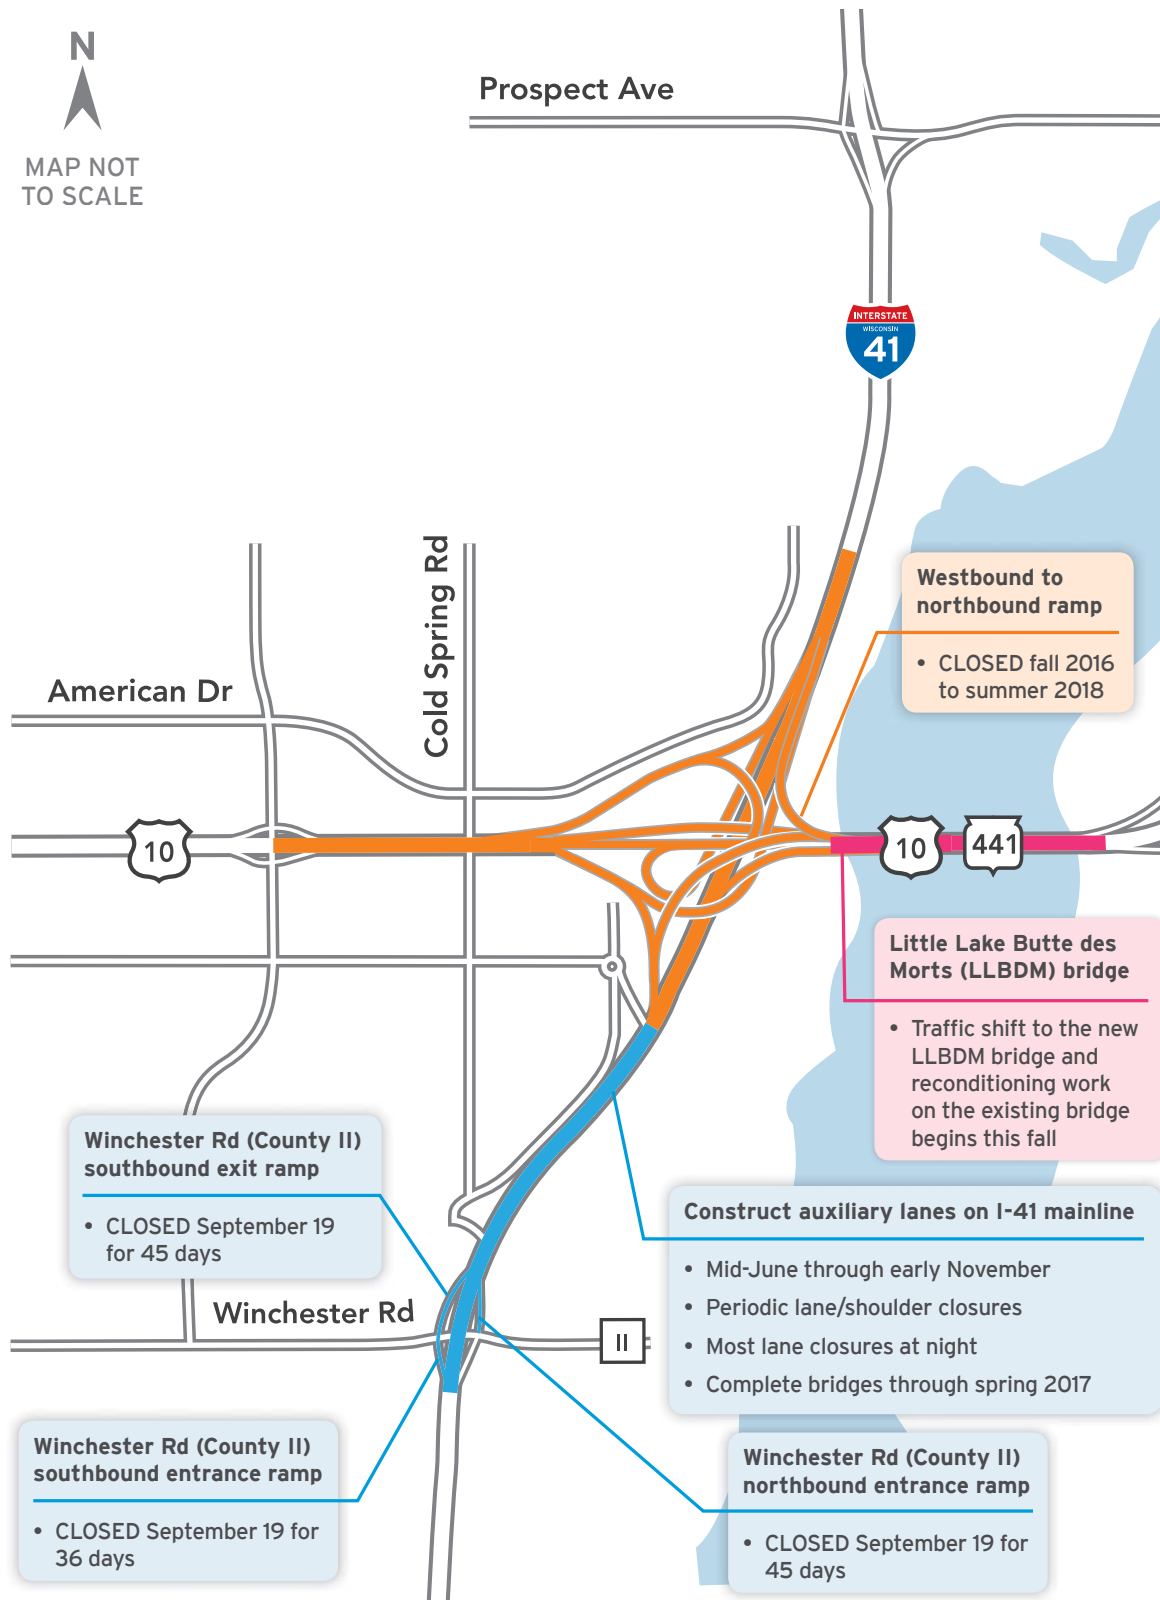 N
MAP NOT
TO SCALE
Prospect Ave
INTERSTATE
WISCONSIN
41
Cold Spring Rd
American Dr
Westbound to
northbound ramp
• CLOSED fall 2016
to summer 2018
10
10
441
Little Lake Butte des
Morts (LLBDM) bridge
• Traffic shift to the new
LLBDM bridge and
reconditioning work
on the existing bridge
begins this fall
Winchester Rd (County II)
southbound exit ramp
• CLOSED September 19
for 45 days
Construct auxiliary lanes on I-41 mainline
• Mid-June through early November
• Periodic lane/shoulder closures
• Most lane closures at night
• Complete bridges through spring 2017
Winchester Rd
II
Winchester Rd (County II)
southbound entrance ramp
• CLOSED September 19 for
36 days
Winchester Rd (County II)
northbound entrance ramp
• CLOSED September 19 for
45 days